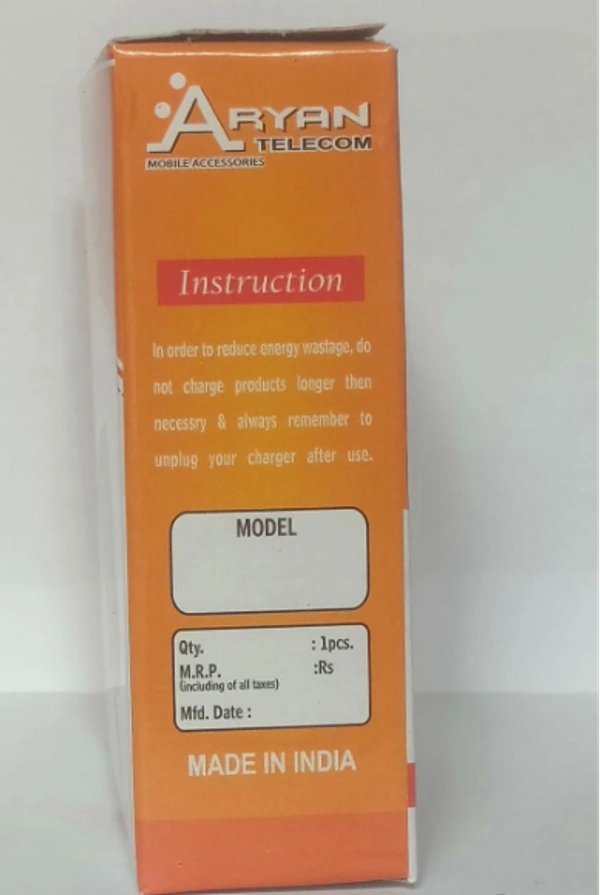 ARYAN
TELECOM
MOBILE ACCESSORIES
Instruction
In order to reduce energy wastage, do
not charge products longer then
necessry & always remember to
unplug your charger after use.
MODEL
Qty. : 1pcs.
M.R.P. :Rs
(including of all taxes)
Mfd. Date :
MADE IN INDIA